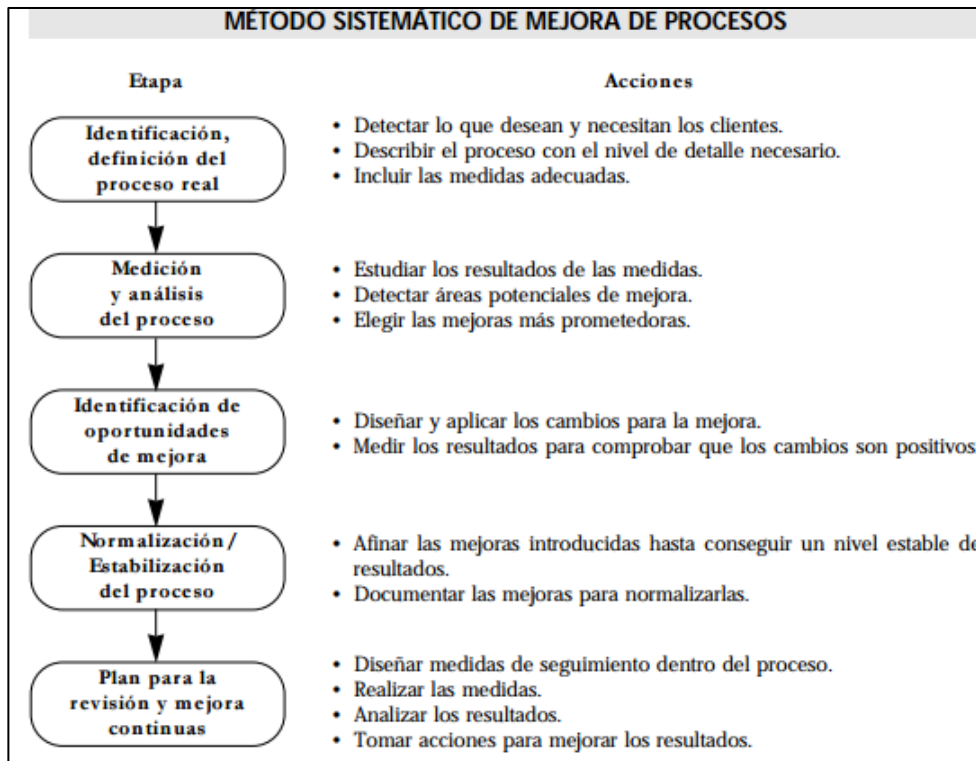 MÉTODO SISTEMÁTICO DE MEJORA DE PROCESOS
Etapa
Acciones
Identificación,
definición del
proceso real
• Detectar lo que desean y necesitan los clientes.
• Describir el proceso con el nivel de detalle necesario.
• Incluir las medidas adecuadas.
Medición
y análisis
del proceso
• Estudiar los resultados de las medidas.
• Detectar áreas potenciales de mejora.
• Elegir las mejoras más prometedoras.
Identificación de
oportunidades
de mejora
• Diseñar y aplicar los cambios para la mejora.
• Medir los resultados para comprobar que los cambios son positivos
Normalización /
Estabilización
del proceso
• Afinar las mejoras introducidas hasta conseguir un nivel estable de
resultados.
• Documentar las mejoras para normalizarlas.
Plan para la
revisión y mejora
continuas
• Diseñar medidas de seguimiento dentro del proceso.
• Realizar las medidas.
• Analizar los resultados.
• Tomar acciones para mejorar los resultados.